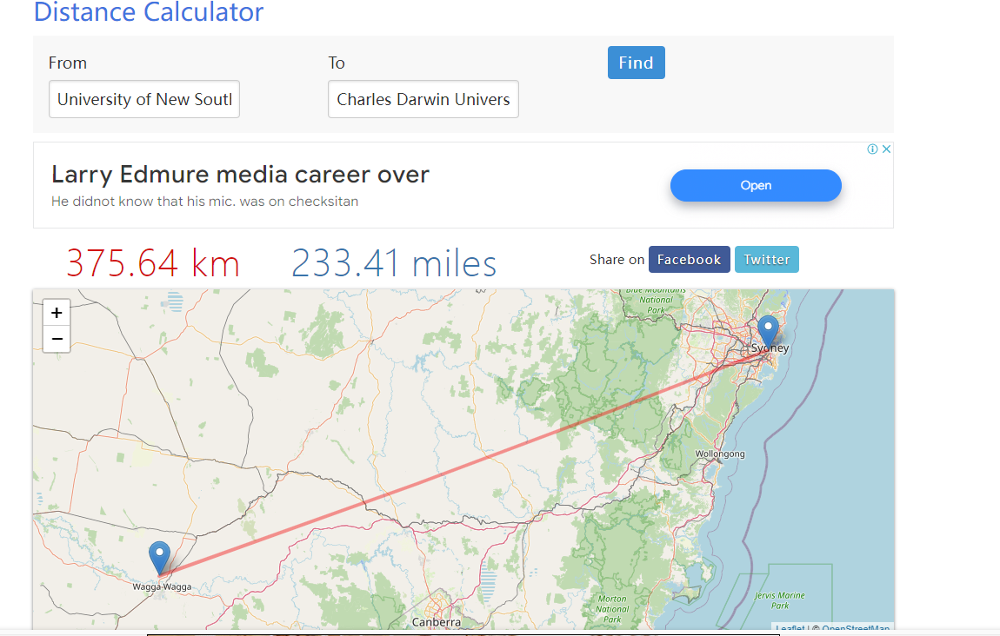 Distance Calculator
From
To
Find
University of New Soutl
Charles Darwin Univers
Larry Edmure media career over
He didnot know that his mic. was on checksitan
Open
375.64 km
233.41 miles
Share on
Facebook
Twitter
+
−
Blue Mountains
National
Park
Sydney
Wollongong
Wagga Wagga
Canberra
Morton
National
Park
Jervis Marine
Park
Leaflet | © OpenStreetMap